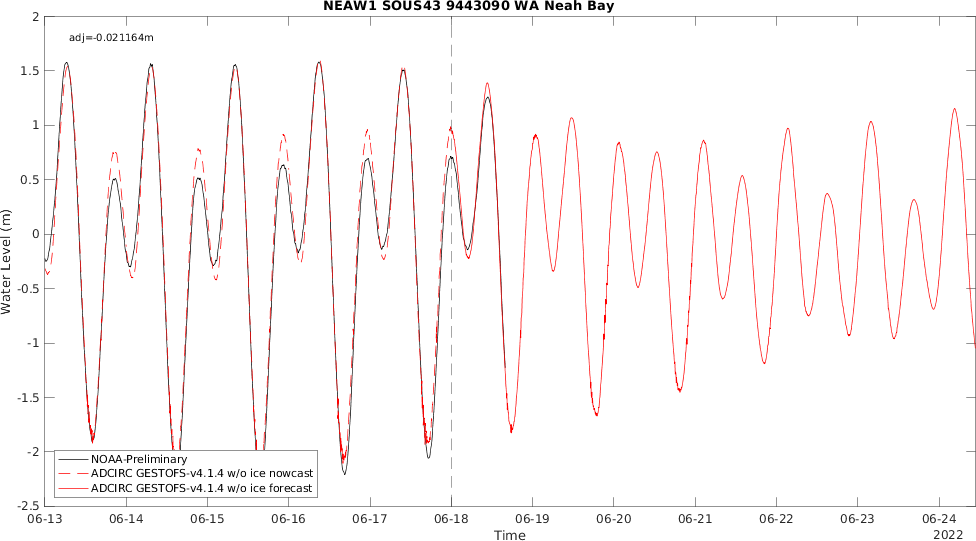 NEAW1 SOUS43 9443090 WA Neah Bay
adj=-0.021164m
2
1.5
1
0.5
0
-0.5
-1
-1.5
-2
-2.5
Water Level (m)
NOAA-Preliminary
ADCIRC GESTOFS-v4.1.4 w/o ice nowcast
ADCIRC GESTOFS-v4.1.4 w/o ice forecast
06-13 06-14 06-15 06-16 06-17 06-18 06-19 06-20 06-21 06-22 06-23 06-24
Time
2022